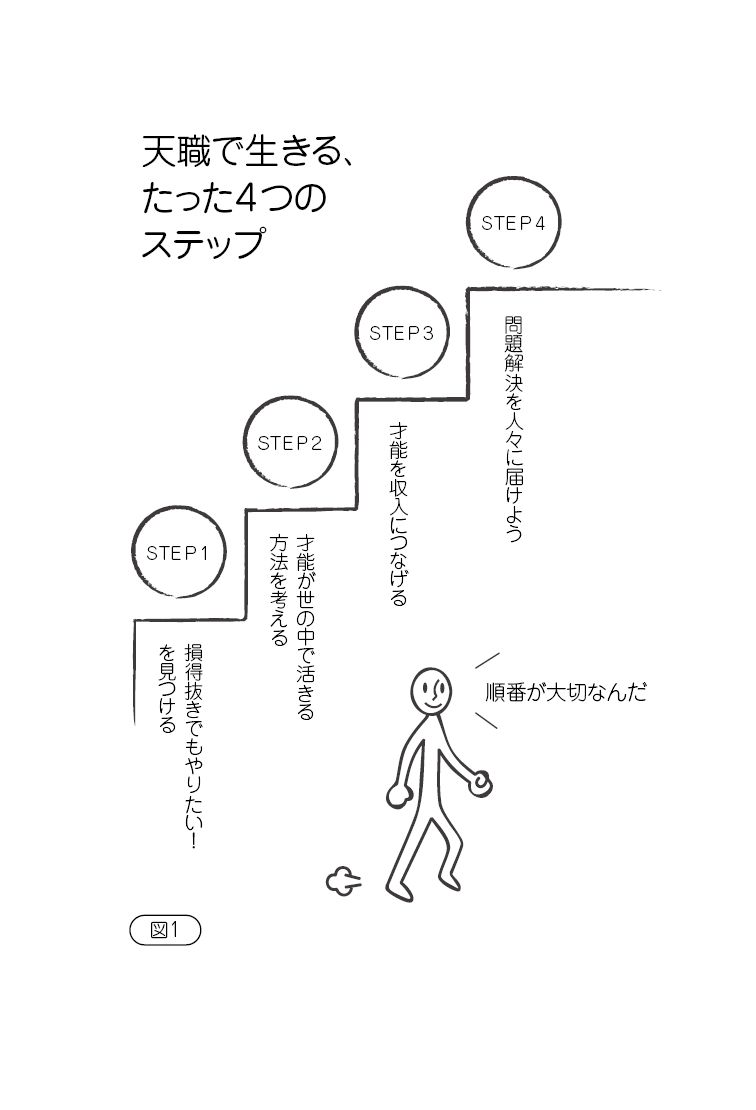 天職で生きる、
たった4つの
ステップ
STEP1
損得抜きでもやりたい！
を見つける
STEP2
才能が世の中で活きる
方法を考える
STEP3
才能を収入につなげる
STEP4
問題解決を人々に届けよう
順番が大切なんだ
図1